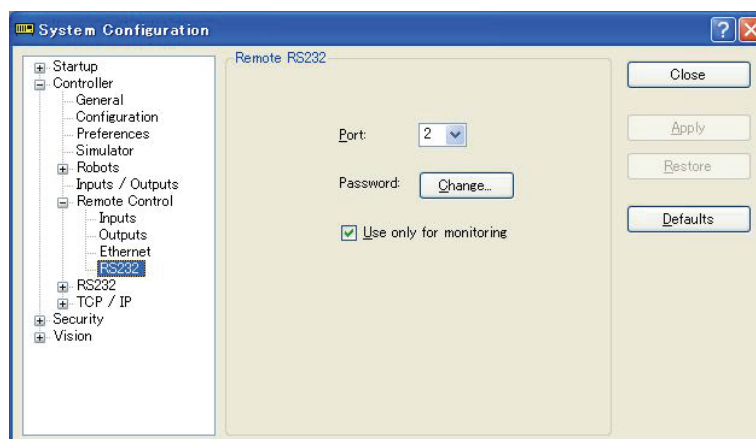 System Configuration
Startup
Controller
General
Configuration
Preferences
Simulator
Robots
Inputs / Outputs
Remote Control
Inputs
Outputs
Ethernet
RS232
RS232
TCP / IP
Security
Vision
Remote RS232
Port:
2
Password:
Change...
Use only for monitoring
Close
Apply
Restore
Defaults